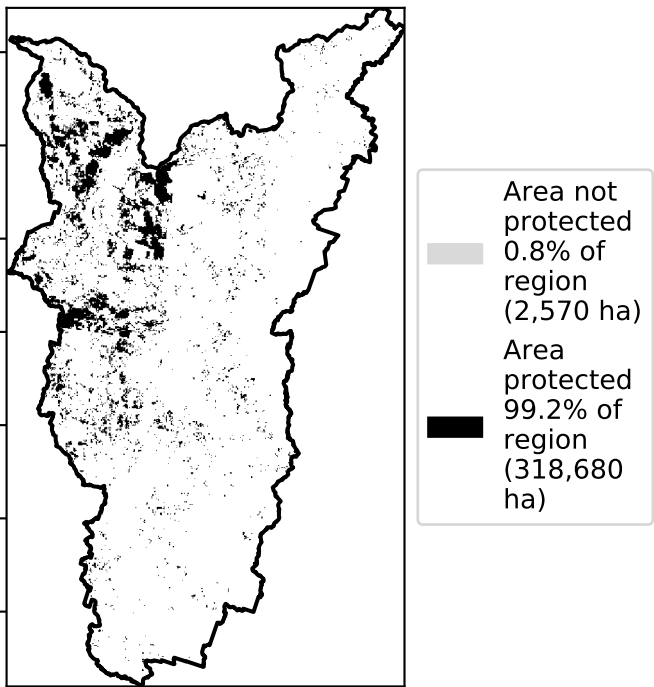 Area not
protected
0.8% of
region
(2,570 ha)
Area
protected
99.2% of
region
(318,680
ha)